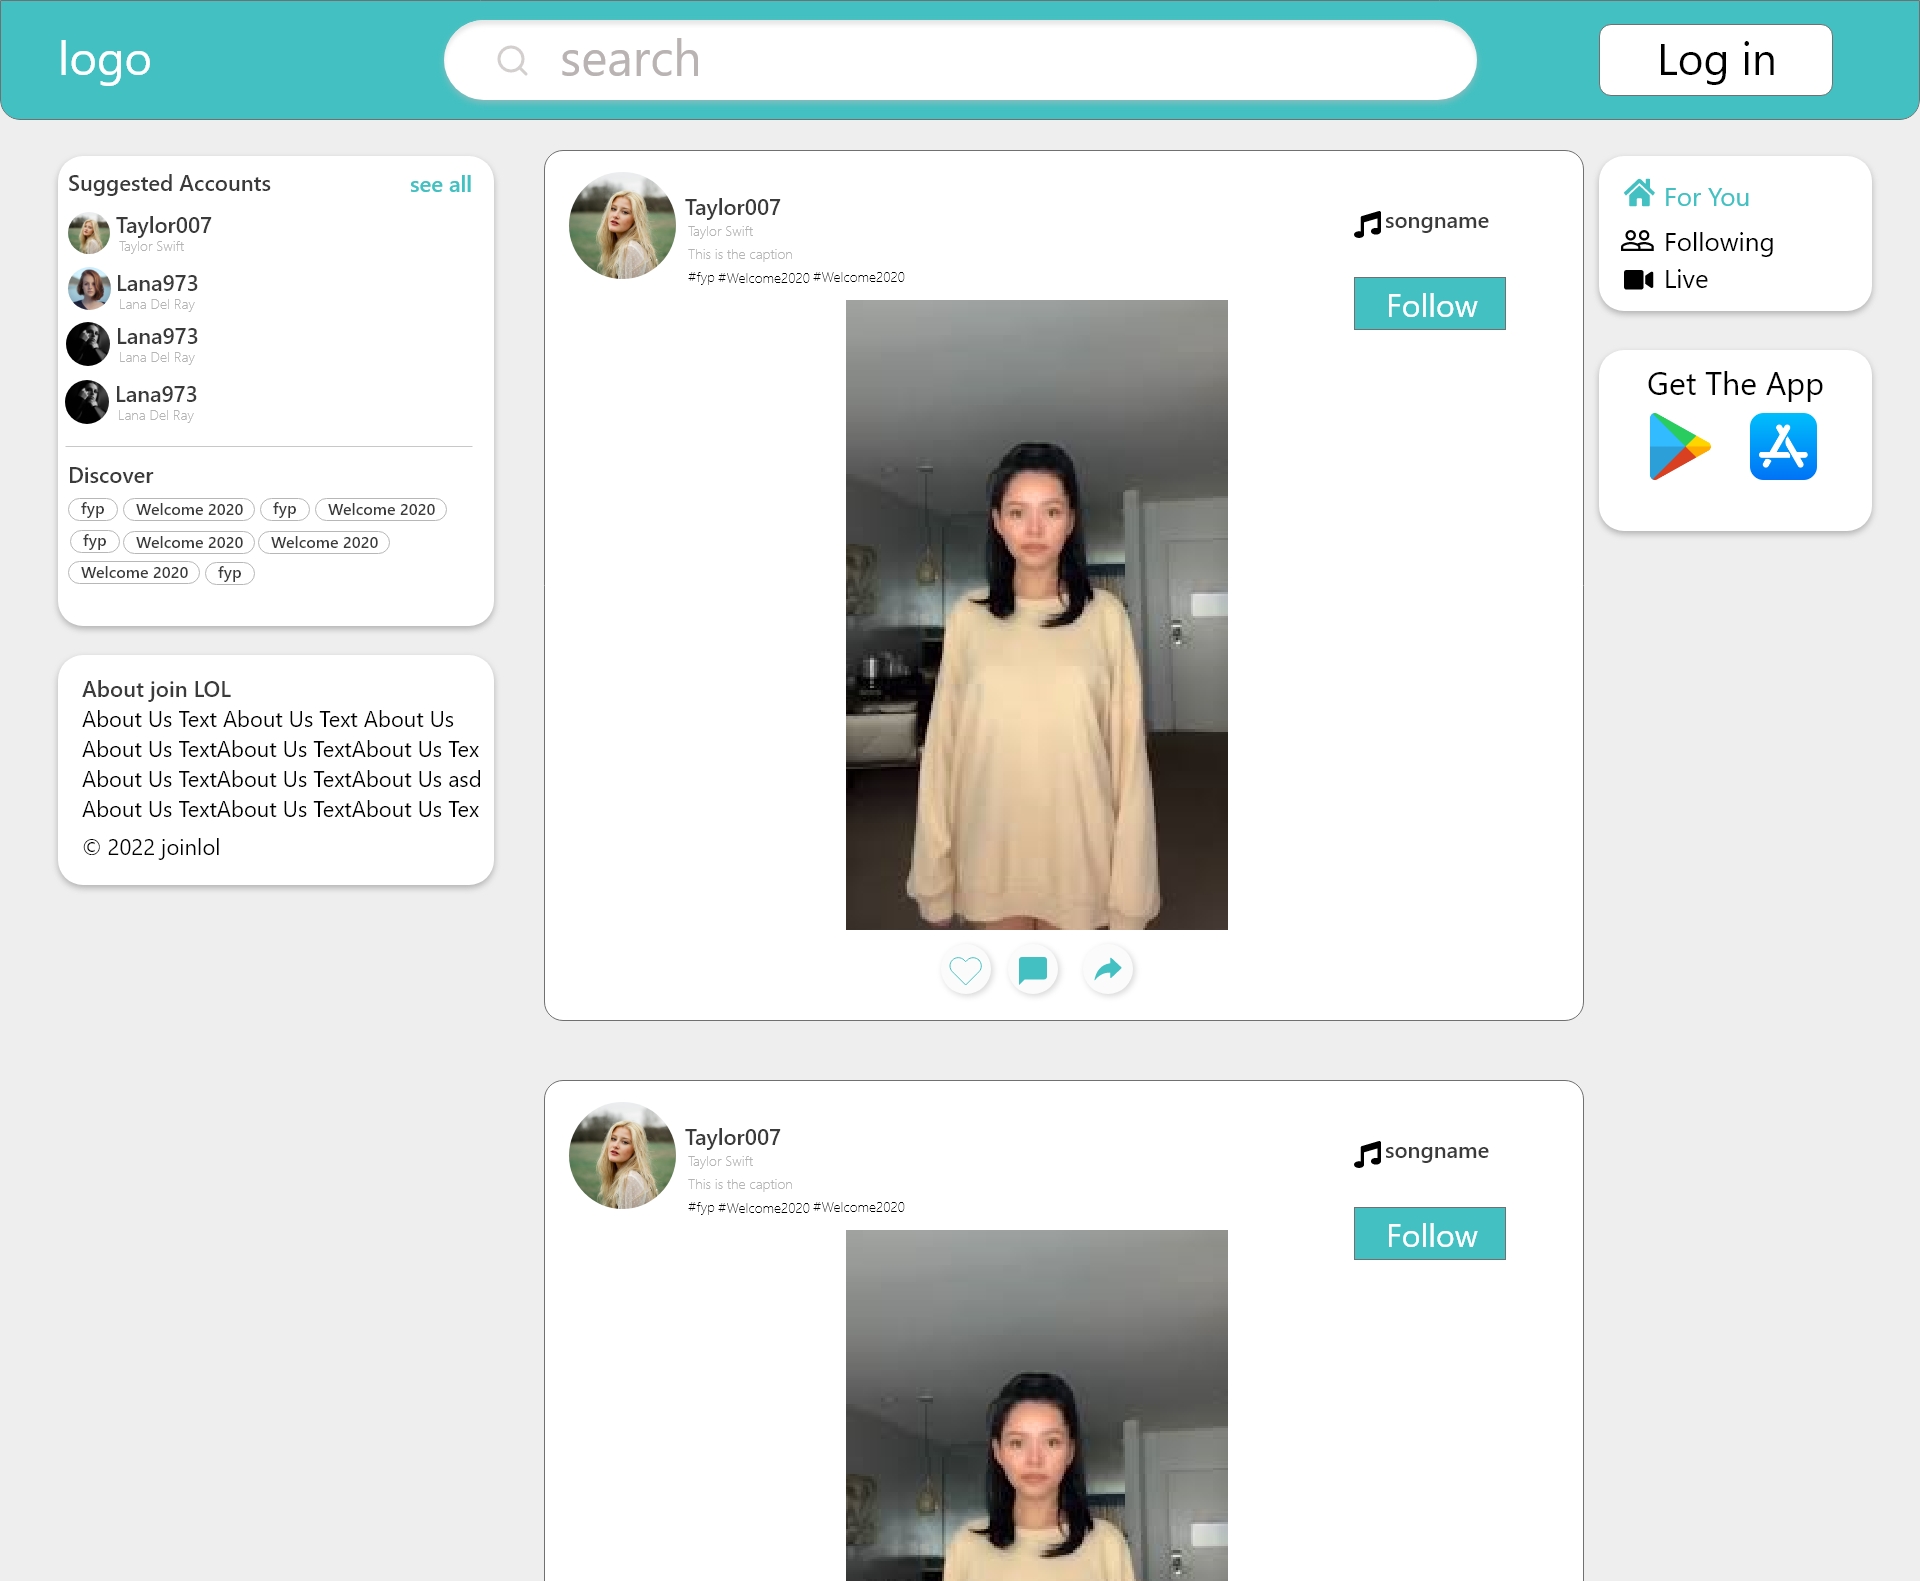 logo
search
Log in
Suggested Accounts
see all
Taylor007
Taylor Swift
Lana973
Lana Del Ray
Lana973
Lana Del Ray
Lana973
Lana Del Ray
Discover
fyp Welcome 2020 fyp Welcome 2020
fyp Welcome 2020 Welcome 2020
Welcome 2020 fyp
About join LOL
About Us Text About Us Text About Us
About Us TextAbout Us TextAbout Us Tex
About Us TextAbout Us TextAbout Us asd
About Us TextAbout Us TextAbout Us Tex
© 2022 joinlol
Taylor007
Taylor Swift
This is the caption
#fyp #Welcome2020 #Welcome2020
songname
Follow
Taylor007
Taylor Swift
This is the caption
#fyp #Welcome2020 #Welcome2020
songname
Follow
For You
Following
Live
Get The App